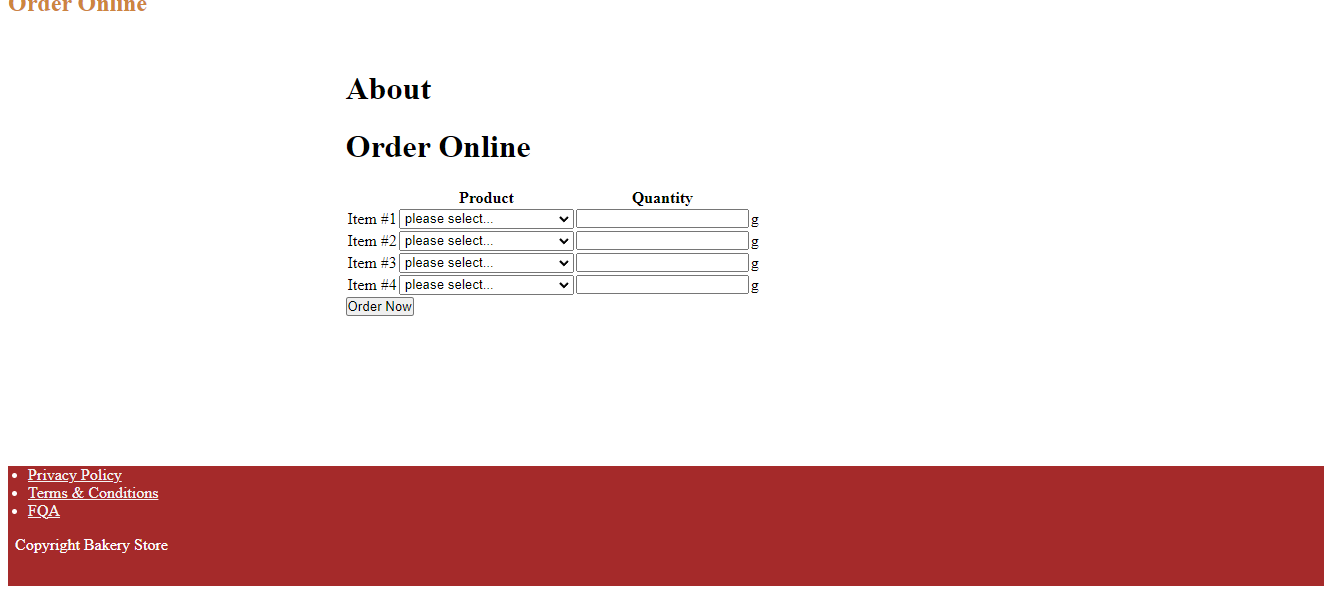 Order Online
About
Order Online
Product Quantity
Item #1 please select... g
Item #2 please select... g
Item #3 please select... g
Item #4 please select... g
Order Now
Privacy Policy
Terms & Conditions
FQA
Copyright Bakery Store